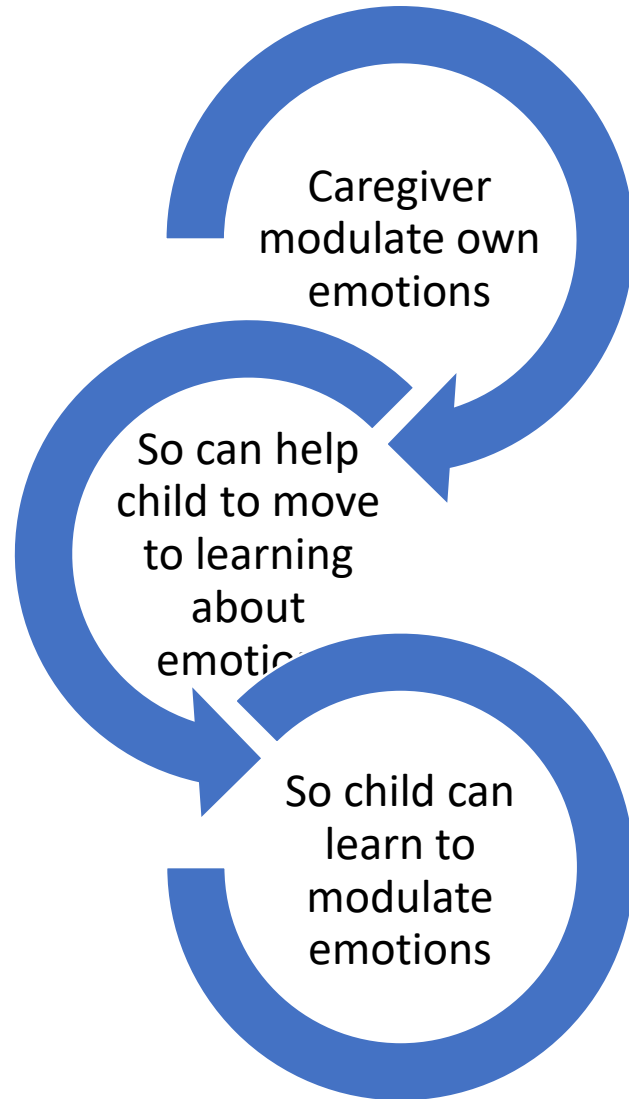 Caregiver
modulate own
emotions
So can help
child to move
to learning
about
So child can
learn to
modulate
emotions